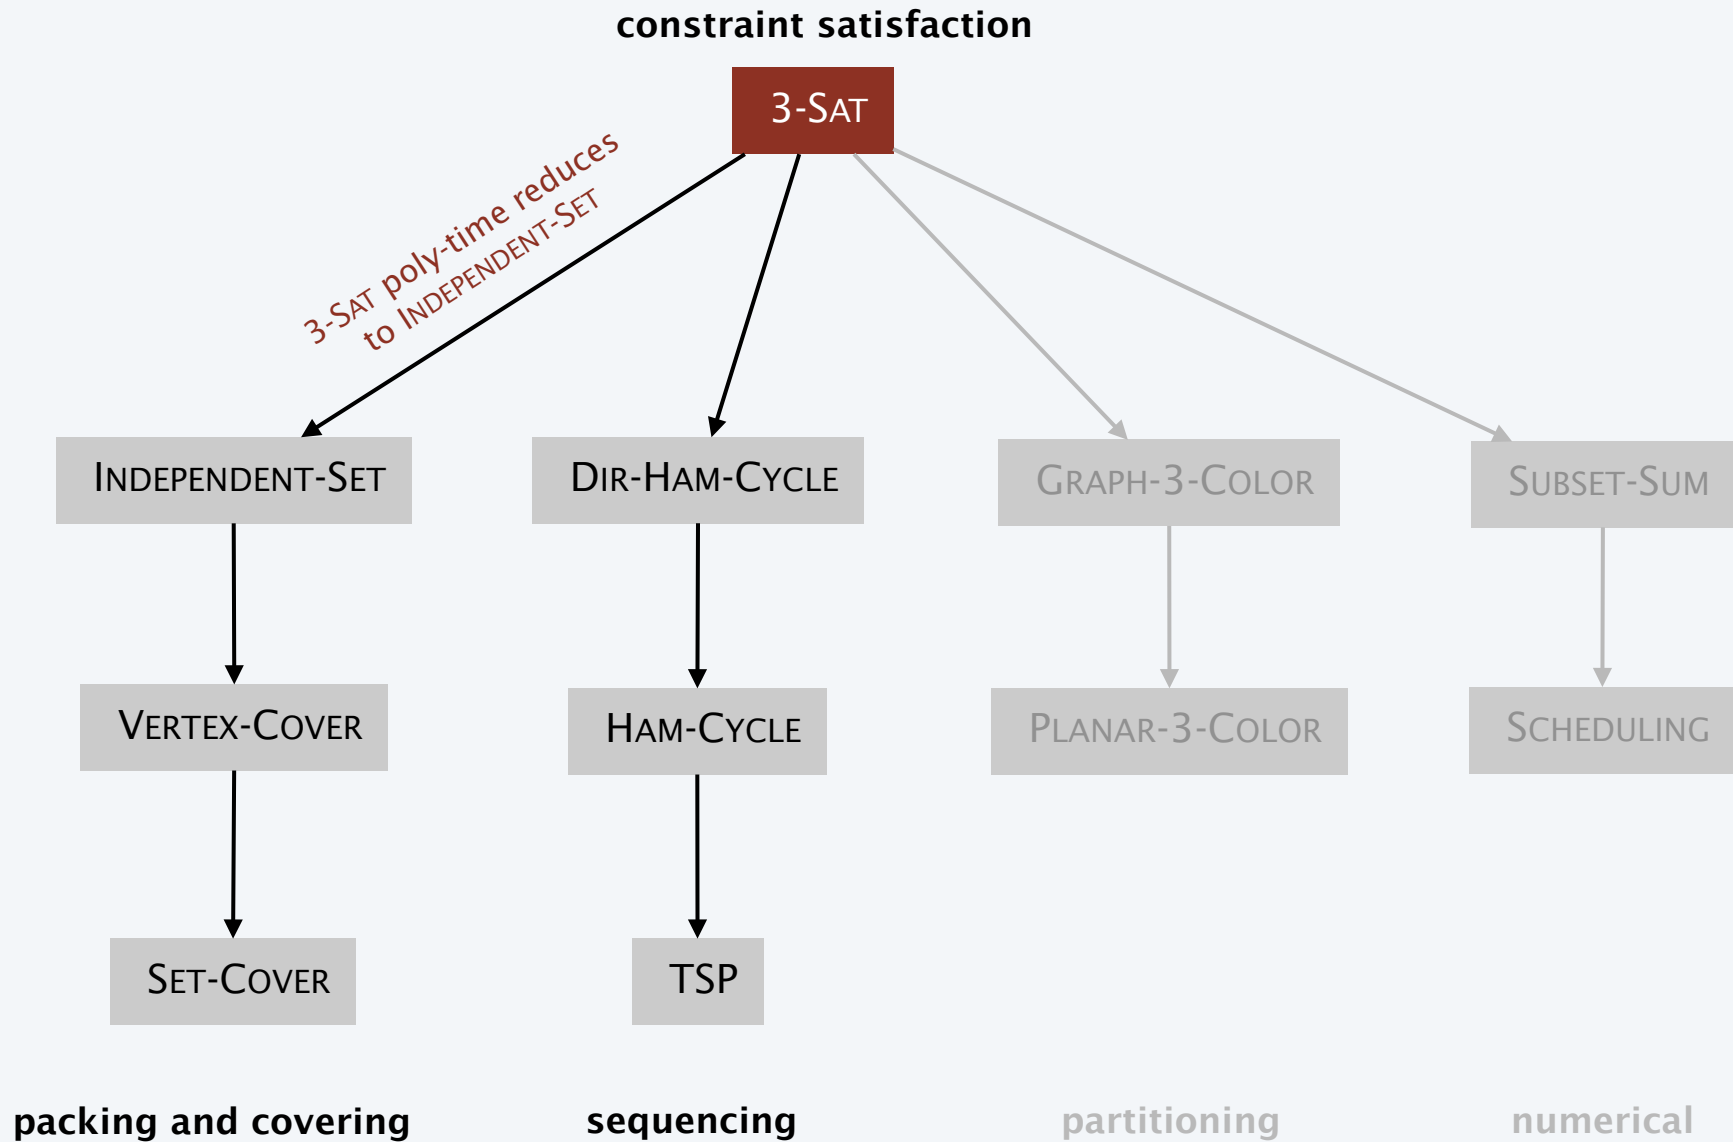 constraint satisfaction
3-SAT
3-SAT poly-time reduces
to INDEPENDENT-SET
INDEPENDENT-SET
DIR-HAM-CYCLE
GRAPH-3-COLOR
SUBSET-SUM
VERTEX-COVER
HAM-CYCLE
PLANAR-3-COLOR
SCHEDULING
SET-COVER
TSP
packing and covering
sequencing
partitioning
numerical